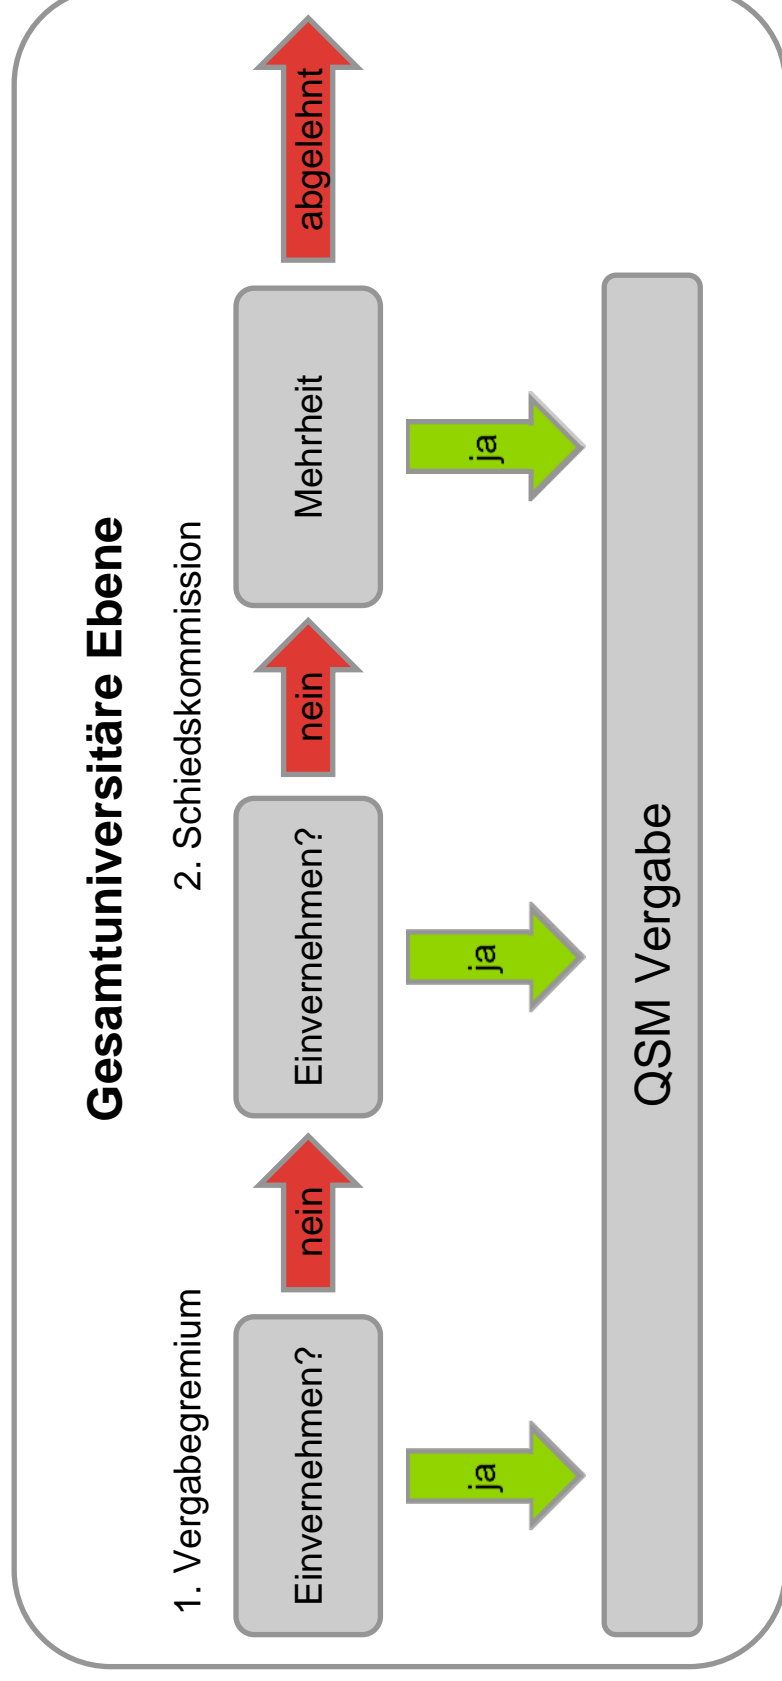 Gesamtuniversitäre Ebene
1. Vergabegremium
2. Schiedskommission
Einvernehmen?
nein
Einvernehmen?
nein
Mehrheit
abgelehnt
ja
ja
ja
QSM Vergabe